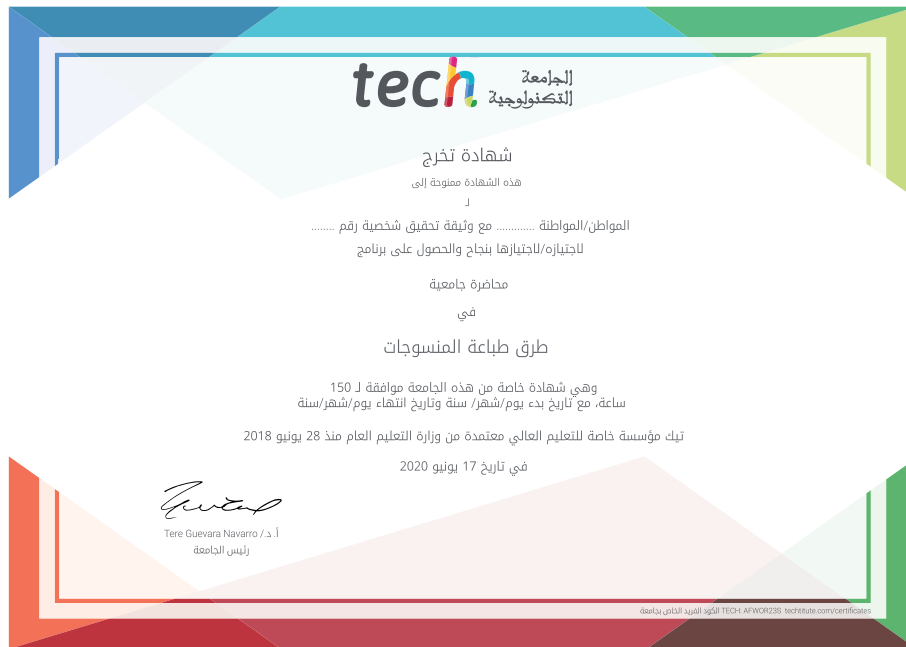 tech الجامعة
التكنولوجية
شهادة تخرج
هذه الشهادة ممنوحة إلى
لـ
المواطن/المواطنة ............. مع وثيقة تحقيق شخصية رقم ........
لاجتيازه/لاجتيازها بنجاح والحصول على برنامج
محاضرة جامعية
في
طرق طباعة المنسوجات
وهي شهادة خاصة من هذه الجامعة موافقة لـ 150
ساعة، مع تاريخ بدء يوم/شهر/ سنة وتاريخ انتهاء يوم/شهر/سنة
تيك مؤسسة خاصة للتعليم العالي معتمدة من وزارة التعليم العام منذ 28 يونيو 2018
في تاريخ 17 يونيو 2020
أ. د./ Tere Guevara Navarro
رئيس الجامعة
الكود الفريد الخاص بجامعة TECH: AFWOR23S techtitute.com/certificates